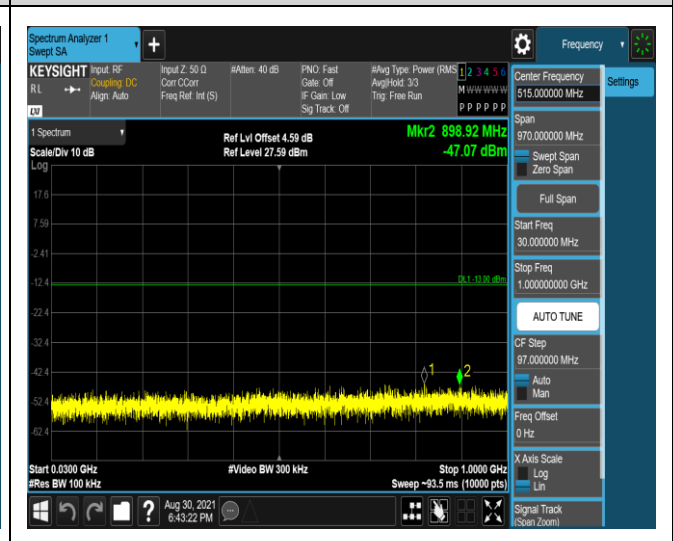 Spectrum Analyzer 1
Swept SA
+
Frequency
KEYSIGHT
RL
LXI
Input: RF
Coupling: DC
Align: Auto
Input Z: 50 Ω
Corr CCorr
Freq Ref: Int (S)
#Atten: 40 dB
PNO: Fast
Gate: Off
IF Gain: Low
Sig Track: Off
#Avg Type: Power (RMS
Avg|Hold: 3/3
Trig: Free Run
1 2 3 4 5 6
M W W W W W
P P P P P P
Center Frequency
515.000000 MHz
Settings
1 Spectrum
Scale/Div 10 dB
Log
Ref Lvl Offset 4.59 dB
Ref Level 27.59 dBm
Mkr2 898.92 MHz
-47.07 dBm
Span
970.000000 MHz
Swept Span
Zero Span
Full Span
Start Freq
30.000000 MHz
Stop Freq
1.000000000 GHz
AUTO TUNE
CF Step
97.000000 MHz
Auto
Man
Freq Offset
0 Hz
X Axis Scale
Log
Lin
Signal Track
(Span Zoom)
17.6
7.59
-2.41
-12.4
DL1 -13.00 dBm
-22.4
-32.4
-42.4
1
2
-52.4
-62.4
Start 0.0300 GHz
#Video BW 300 kHz
Stop 1.0000 GHz
#Res BW 100 kHz
Sweep ~93.5 ms (10000 pts)
?
Aug 30, 2021
6:43:22 PM